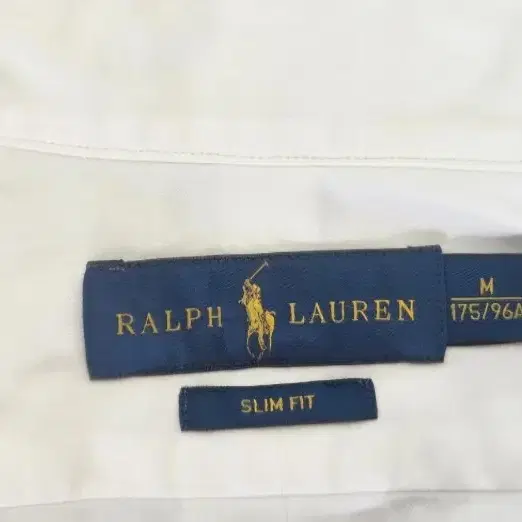 RALPH LAUREN
M
175/96A
SLIM FIT